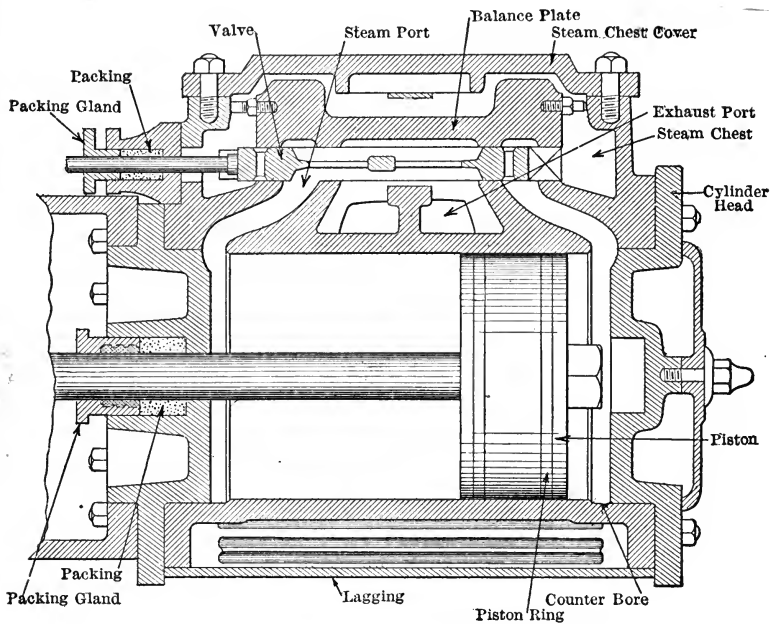 Balance Plate
Valve
Steam Port
Steam Chest Cover
Packing
Packing Gland
Exhaust Port
Steam Chest
Cylinder
Head
Piston
Packing
Packing Gland
Lagging
Counter Bore
Piston Ring